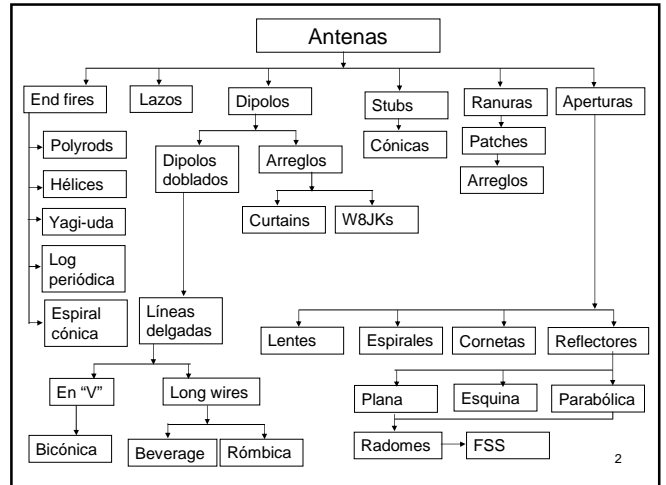 Antenas
End fires
Lazos
Dipolos
Stubs
Ranuras
Aperturas
Polyrods
Hélices
Yagi-uda
Log
periódica
Espiral
cónica
Dipolos
doblados
Arreglos
Cónicas
Patches
Arreglos
Curtains
W8JKs
Líneas
delgadas
Lentes
Espirales
Cornetas
Reflectores
En “V”
Long wires
Plana
Esquina
Parabólica
Bicónica
Beverage
Rómbica
Radomes
FSS
2